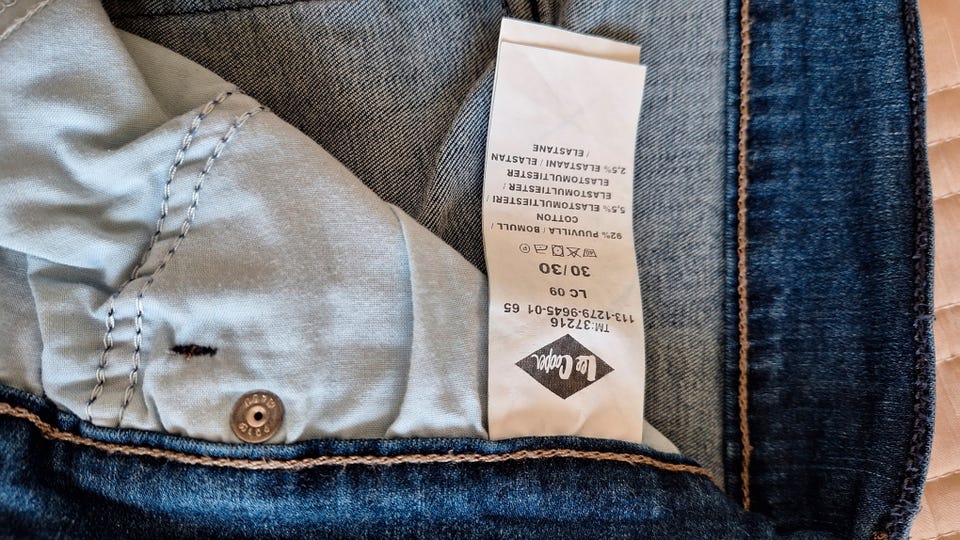 Lee Cooper
TM:37216
113-1279-9645-01 65
LC 09
30/30
92% PUUVILLA / BOMULL /
COTTON
5,5% ELASTOMULTIESTERI /
ELASTOMULTIESTER /
ELASTOMULTIESTER
2,5% ELASTAANI / ELASTAN
/ ELASTANE